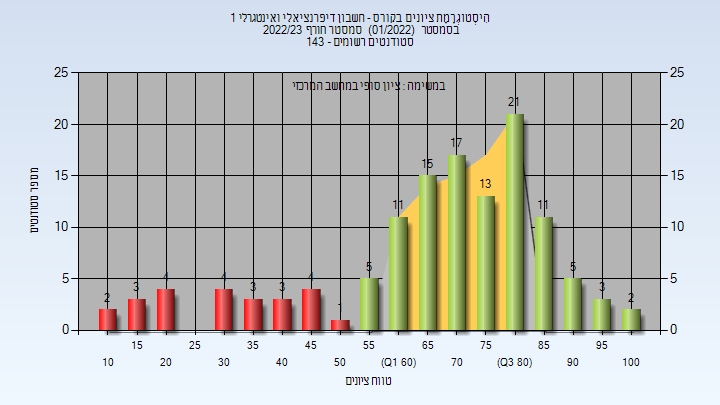 הִיסְטוֹגְרָמַת ציונים בקורס - חשבון דיפרנציאלי ואינטגרלי 1
בסמסטר (01/2022) סמסטר חורף 2022/23
סטודנטים רשומים - 143
במשימה : ציון סופי במחשב המרכזי
25 25
20 20
15 15
10 10
5 5
0 0
מספר סטודנטים
2 3 4 4 3 3 4 1 5 11 15 17 13 21 11 5 3 2
15 25 35 45 55 65 75 85 95
10 20 30 40 50 (Q1 60) 70 (Q3 80) 90 100
טווח ציונים